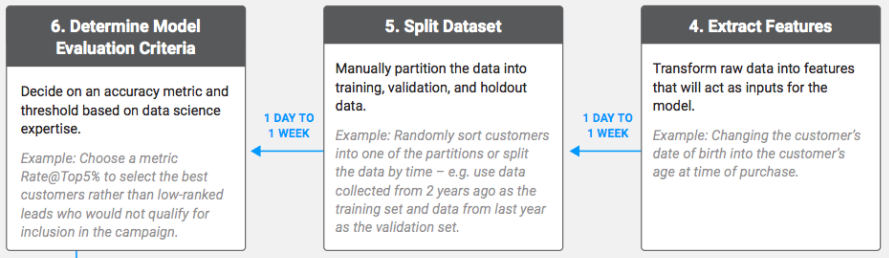 6. Determine Model
Evaluation Criteria
Decide on an accuracy metric and
threshold based on data science
expertise.
Example: Choose a metric
Rate@Top5% to select the best
customers rather than low-ranked
leads who would not qualify for
inclusion in the campaign.
1 DAY TO
1 WEEK
5. Split Dataset
Manually partition the data into
training, validation, and holdout
data.
Example: Randomly sort customers
into one of the partitions or split
the data by time – e.g. use data
collected from 2 years ago as the
training set and data from last year
as the validation set.
1 DAY TO
1 WEEK
4. Extract Features
Transform raw data into features
that will act as inputs for the
model.
Example: Changing the customer's
date of birth into the customer's
age at time of purchase.